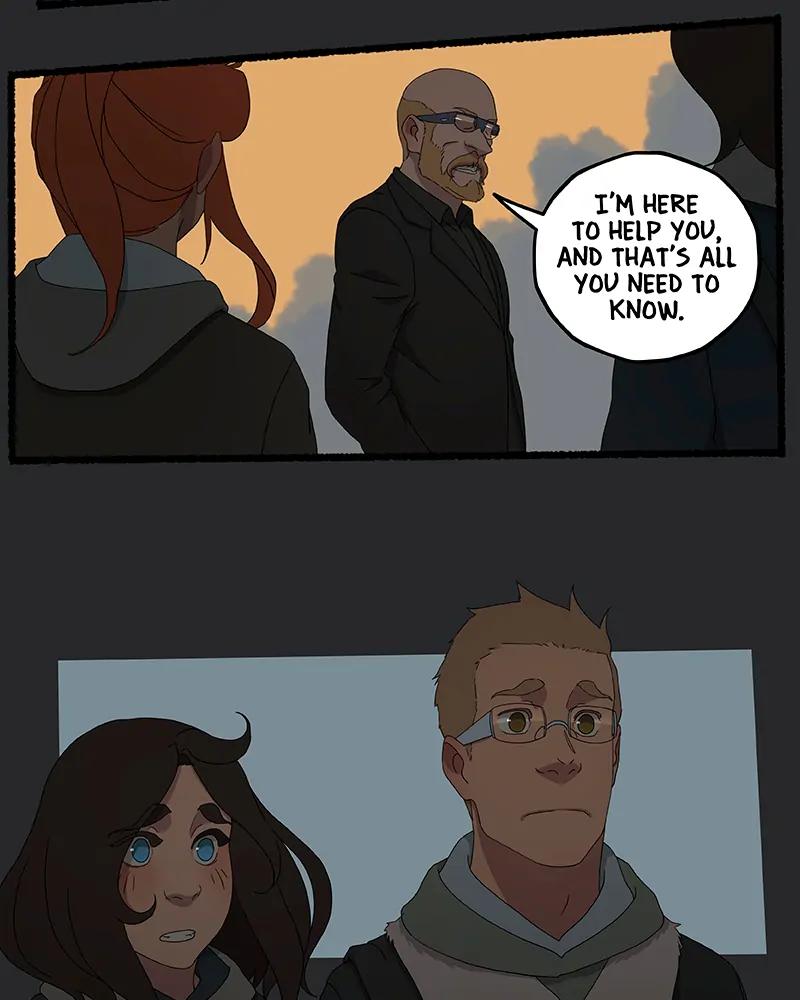 I'M HERE
TO HELP YOU,
AND THAT'S ALL
YOU NEED TO
KNOW.